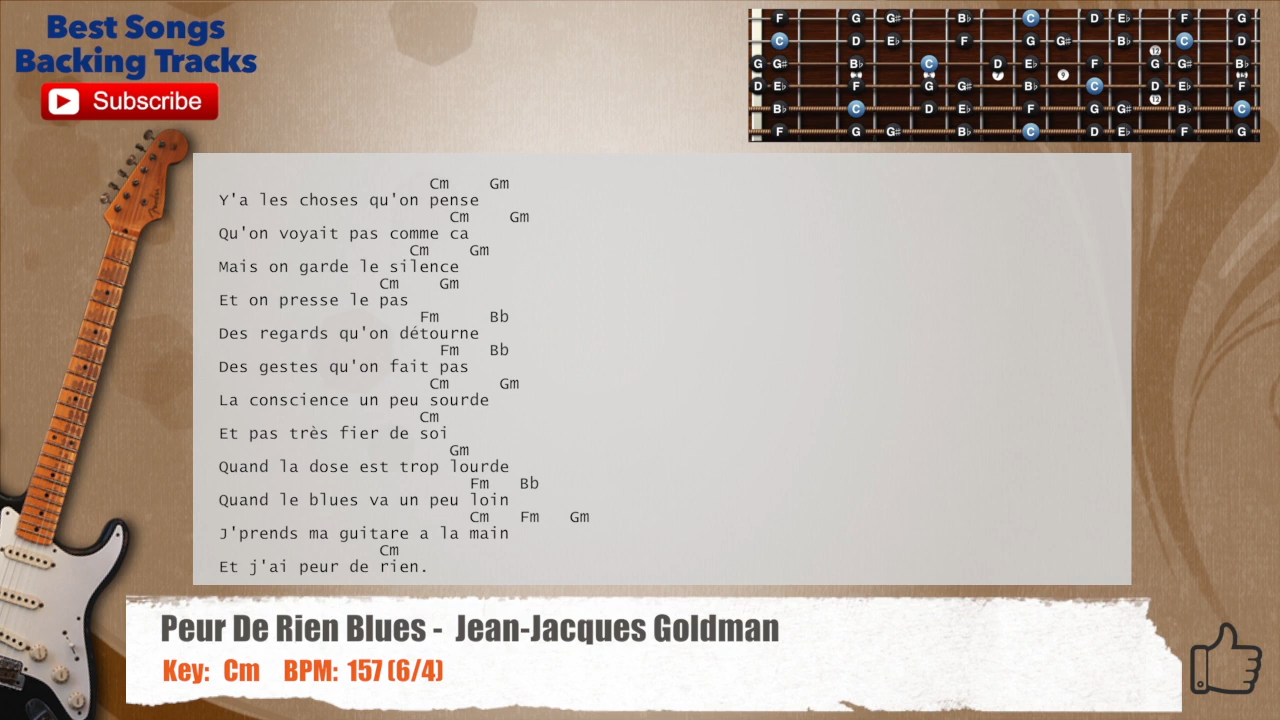 Best Songs
Backing Tracks
Subscribe
F G G# B♭ C D E♭ F G
C D E♭ F G G# B♭ C D
G G# B♭ C D E♭ F G G# B♭
D E♭ F G G# B♭ C D E♭ F
B♭ C D E♭ F G G# B♭ C
F G G# B♭ C D E♭ F G
Cm Gm
Y'a les choses qu'on pense
Cm Gm
Qu'on voyait pas comme ca
Cm Gm
Mais on garde le silence
Cm Gm
Et on presse le pas
Fm Bb
Des regards qu'on détourne
Fm Bb
Des gestes qu'on fait pas
Cm Gm
La conscience un peu sourde
Cm
Et pas très fier de soi
Gm
Quand la dose est trop lourde
Fm Bb
Quand le blues va un peu loin
Cm Fm Gm
J'prends ma guitare a la main
Cm
Et j'ai peur de rien.
Peur De Rien Blues - Jean-Jacques Goldman
Key: Cm BPM: 157 (6/4)